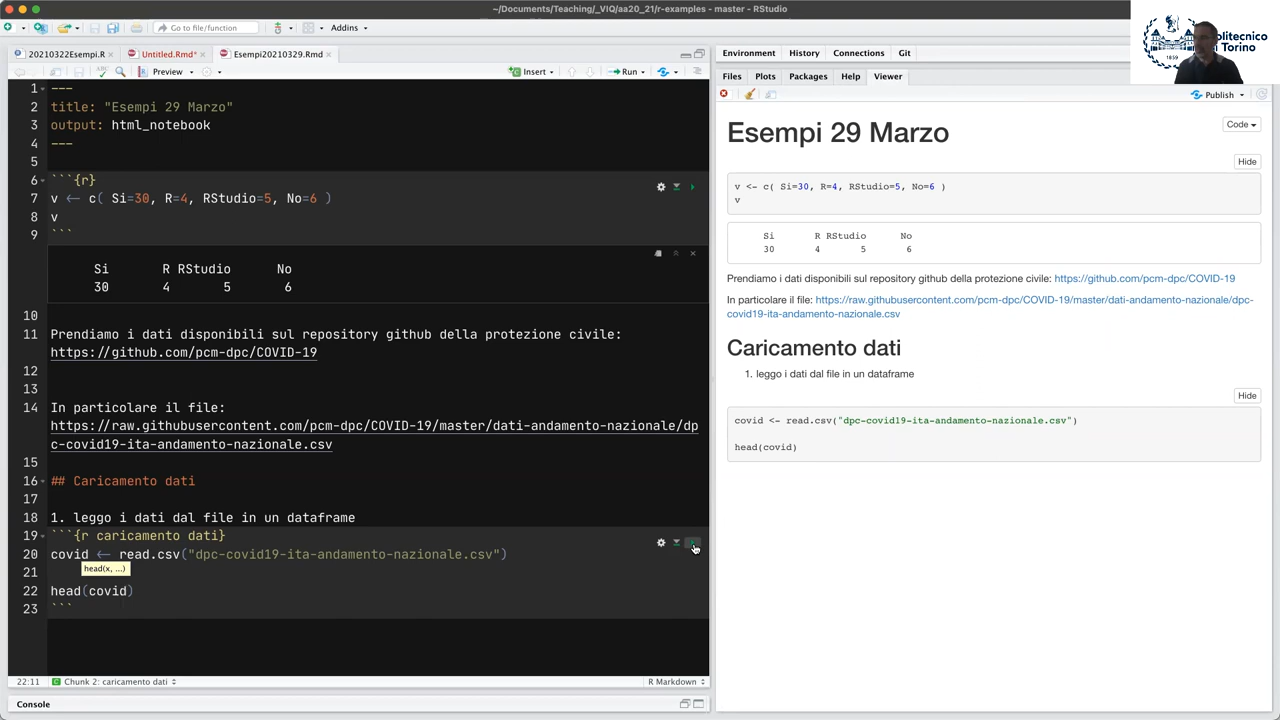 ~/Documents/Teaching/_VIQ/aa20_21/r-examples - master - RStudio
Go to file/function
Addins
20210322Esempi.R
Untitled.Rmd*
Esempi20210329.Rmd
Preview
Insert
Run
1 ---
2 title: "Esempi 29 Marzo"
3 output: html_notebook
4 ---
5
6 ```{r}
7 v <- c( Si=30, R=4, RStudio=5, No=6 )
8 v
9 ```
Si R RStudio No
30 4 5 6
10
11 Prendiamo i dati disponibili sul repository github della protezione civile:
https://github.com/pcm-dpc/COVID-19
12
13
14 In particolare il file:
https://raw.githubusercontent.com/pcm-dpc/COVID-19/master/dati-andamento-nazionale/dp
c-covid19-ita-andamento-nazionale.csv
15
16 ## Caricamento dati
17
18 1. leggo i dati dal file in un dataframe
19 ```{r caricamento dati}
20 covid <- read.csv("dpc-covid19-ita-andamento-nazionale.csv")
head(x, ...)
21
22 head(covid)
23 ```
22:11 Chunk 2: caricamento dati R Markdown
Console
Environment History Connections Git
Files Plots Packages Help Viewer
Publish
Esempi 29 Marzo
Code
Hide
v <- c( Si=30, R=4, RStudio=5, No=6 )
v
Si R RStudio No
30 4 5 6
Prendiamo i dati disponibili sul repository github della protezione civile: https://github.com/pcm-dpc/COVID-19
In particolare il file: https://raw.githubusercontent.com/pcm-dpc/COVID-19/master/dati-andamento-nazionale/dpc-
covid19-ita-andamento-nazionale.csv
Caricamento dati
1. leggo i dati dal file in un dataframe
Hide
covid <- read.csv("dpc-covid19-ita-andamento-nazionale.csv")
head(covid)
Politecnico
di Torino
1859